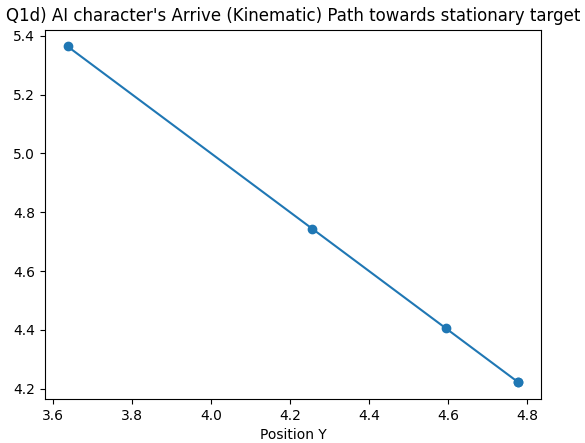 Q1d) AI character's Arrive (Kinematic) Path towards stationary target
5.4
5.2
5.0
4.8
4.6
4.4
4.2
3.6 3.8 4.0 4.2 4.4 4.6 4.8
Position Y